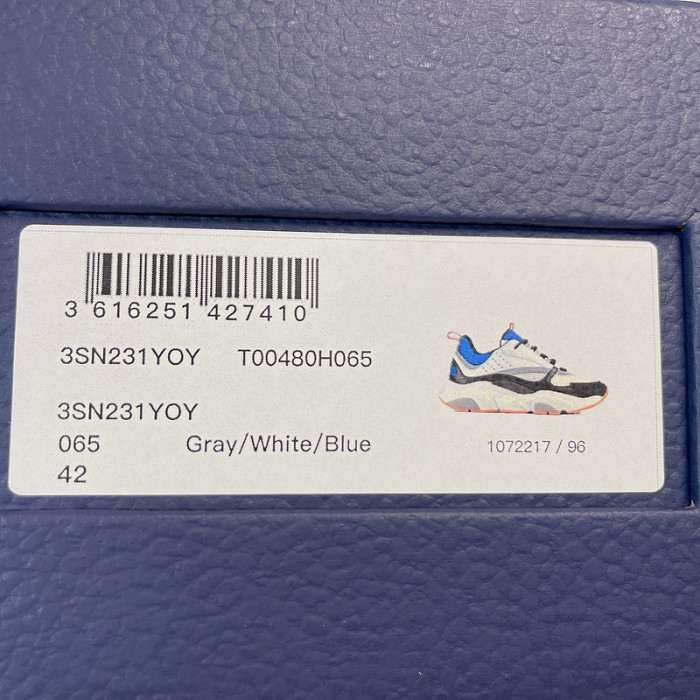 3 616251 427410
3SN231YOY T00480H065
3SN231YOY
065 Gray/White/Blue
42
1072217 / 96